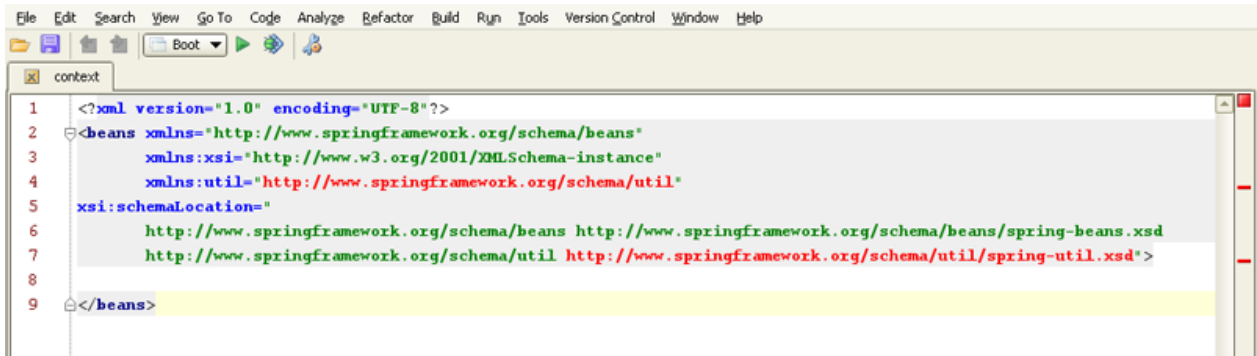 File Edit Search View Go To Code Analyze Refactor Build Run Tools Version Control Window Help
Boot
context
1 <?xml version="1.0" encoding="UTF-8"?>
2 <beans xmlns="http://www.springframework.org/schema/beans"
3 xmlns:xsi="http://www.w3.org/2001/XMLSchema-instance"
4 xmlns:util="http://www.springframework.org/schema/util"
5 xsi:schemaLocation="
6 http://www.springframework.org/schema/beans http://www.springframework.org/schema/beans/spring-beans.xsd
7 http://www.springframework.org/schema/util http://www.springframework.org/schema/util/spring-util.xsd">
8
9 </beans>